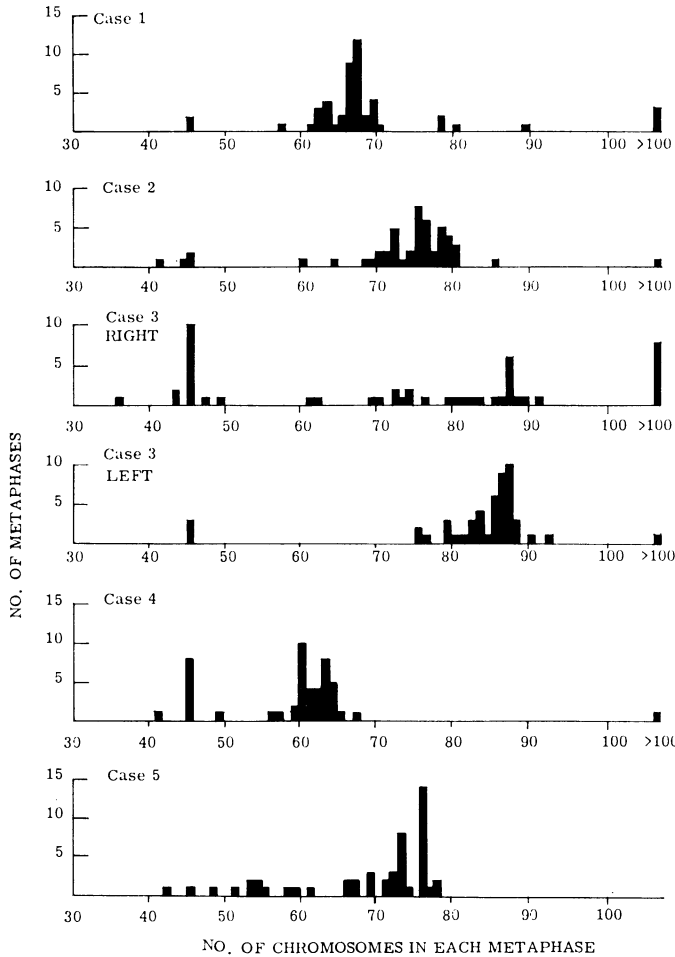 15
Case 1
10
5
30 40 50 60 70 80 90 100 >100
10
Case 2
5
30 40 50 60 70 80 90 100 >100
10
Case 3
RIGHT
5
30 40 50 60 70 80 90 100 >100
10
Case 3
LEFT
5
30 40 50 60 70 80 90 100 >100
15
Case 4
10
5
30 40 50 60 70 80 90 100 >100
15
Case 5
10
5
30 40 50 60 70 80 90 100
NO. OF METAPHASES
NO. OF CHROMOSOMES IN EACH METAPHASE